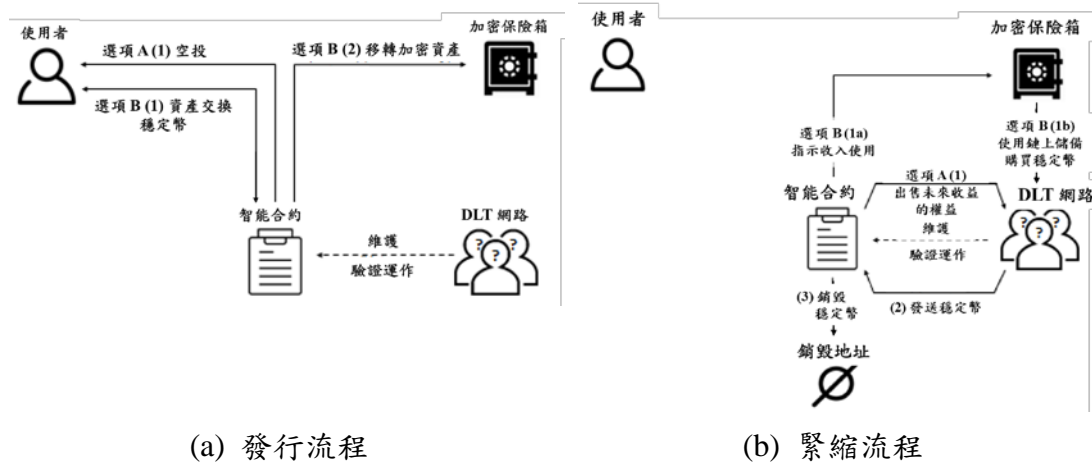 使用者
加密保險箱
選項 A (1) 空投
選項 B (2) 移轉加密資產
選項 B (1) 資產交換
穩定幣
智能合約
DLT 網路
維護
驗證運作
(a) 發行流程
使用者
加密保險箱
選項 B (1a)
指示收入使用
選項 B (1b)
使用鏈上儲備
購買穩定幣
智能合約
選項 A (1)
出售未來收益
的權益
DLT 網路
維護
驗證運作
(3) 銷毀
穩定幣
(2) 發送穩定幣
銷毀地址
(b) 緊縮流程